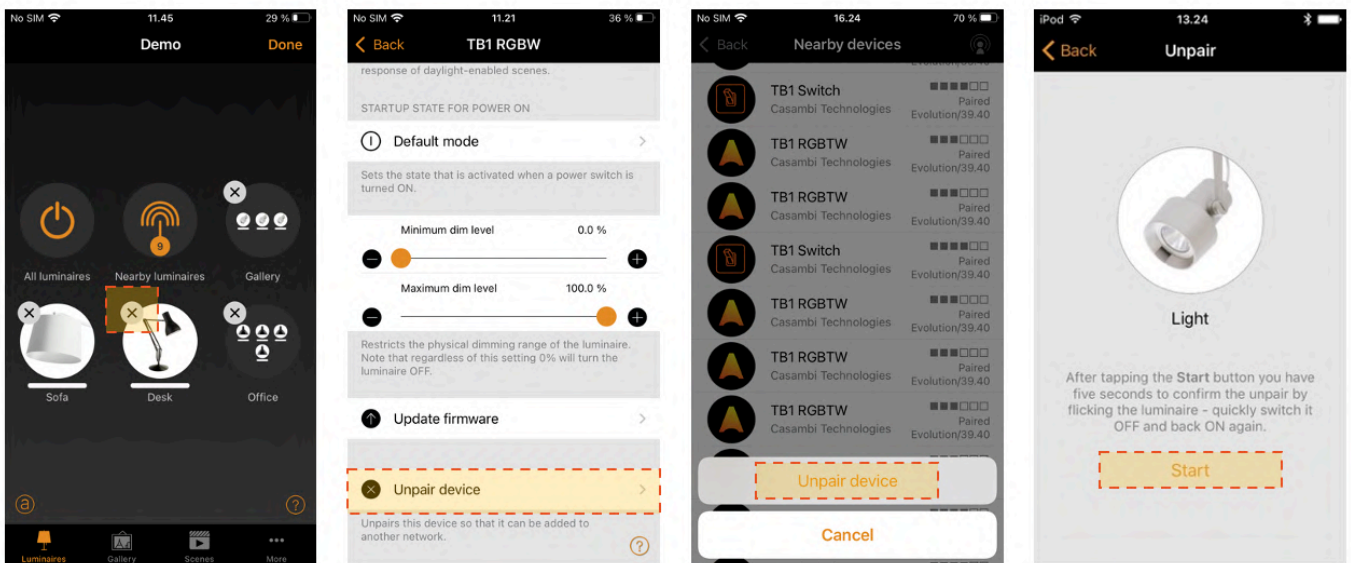 No SIM 11.45 29 %
Demo Done
9
All luminaires Nearby luminaires Gallery
Sofa Desk Office
a ?
Luminaires Gallery Scenes More
No SIM 11.21 36 %
Back TB1 RGBW
response of daylight-enabled scenes.
STARTUP STATE FOR POWER ON
Default mode
Sets the state that is activated when a power switch is
turned ON.
Minimum dim level 0.0 %
Maximum dim level 100.0 %
Restricts the physical dimming range of the luminaire.
Note that regardless of this setting 0% will turn the
luminaire OFF.
Update firmware
Unpair device
Unpairs this device so that it can be added to
another network.
?
No SIM 16.24 70 %
Back Nearby devices
TB1 Switch
Casambi Technologies
Paired
Evolution/39.40
TB1 RGBTW
Casambi Technologies
Paired
Evolution/39.40
TB1 RGBTW
Casambi Technologies
Paired
Evolution/39.40
TB1 Switch
Casambi Technologies
Paired
Evolution/39.40
TB1 RGBTW
Casambi Technologies
Paired
Evolution/39.40
TB1 RGBTW
Casambi Technologies
Paired
Evolution/39.40
TB1 RGBTW
Casambi Technologies
Paired
Evolution/39.40
Unpair device
Cancel
iPod 13.24
Back Unpair
Light
After tapping the Start button you have
five seconds to confirm the unpair by
flicking the luminaire - quickly switch it
OFF and back ON again.
Start